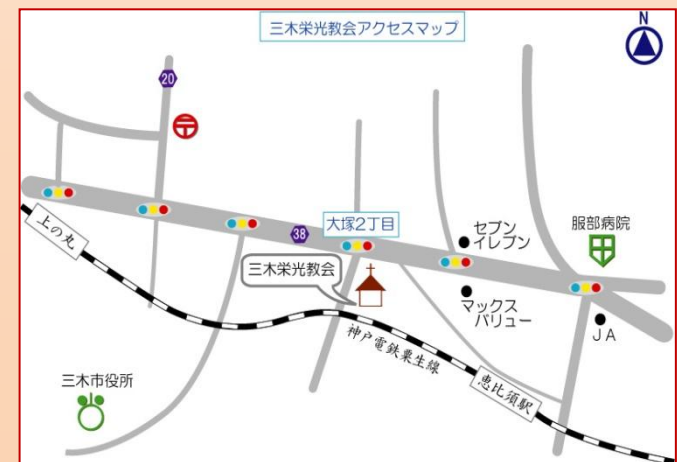 三木栄光教会アクセスマップ
N
20
上の丸
38
大塚2丁目
セブン
イレブン
服部病院
三木栄光教会
マックス
バリュー
JA
神戸電鉄粟生線
恵比須駅
三木市役所